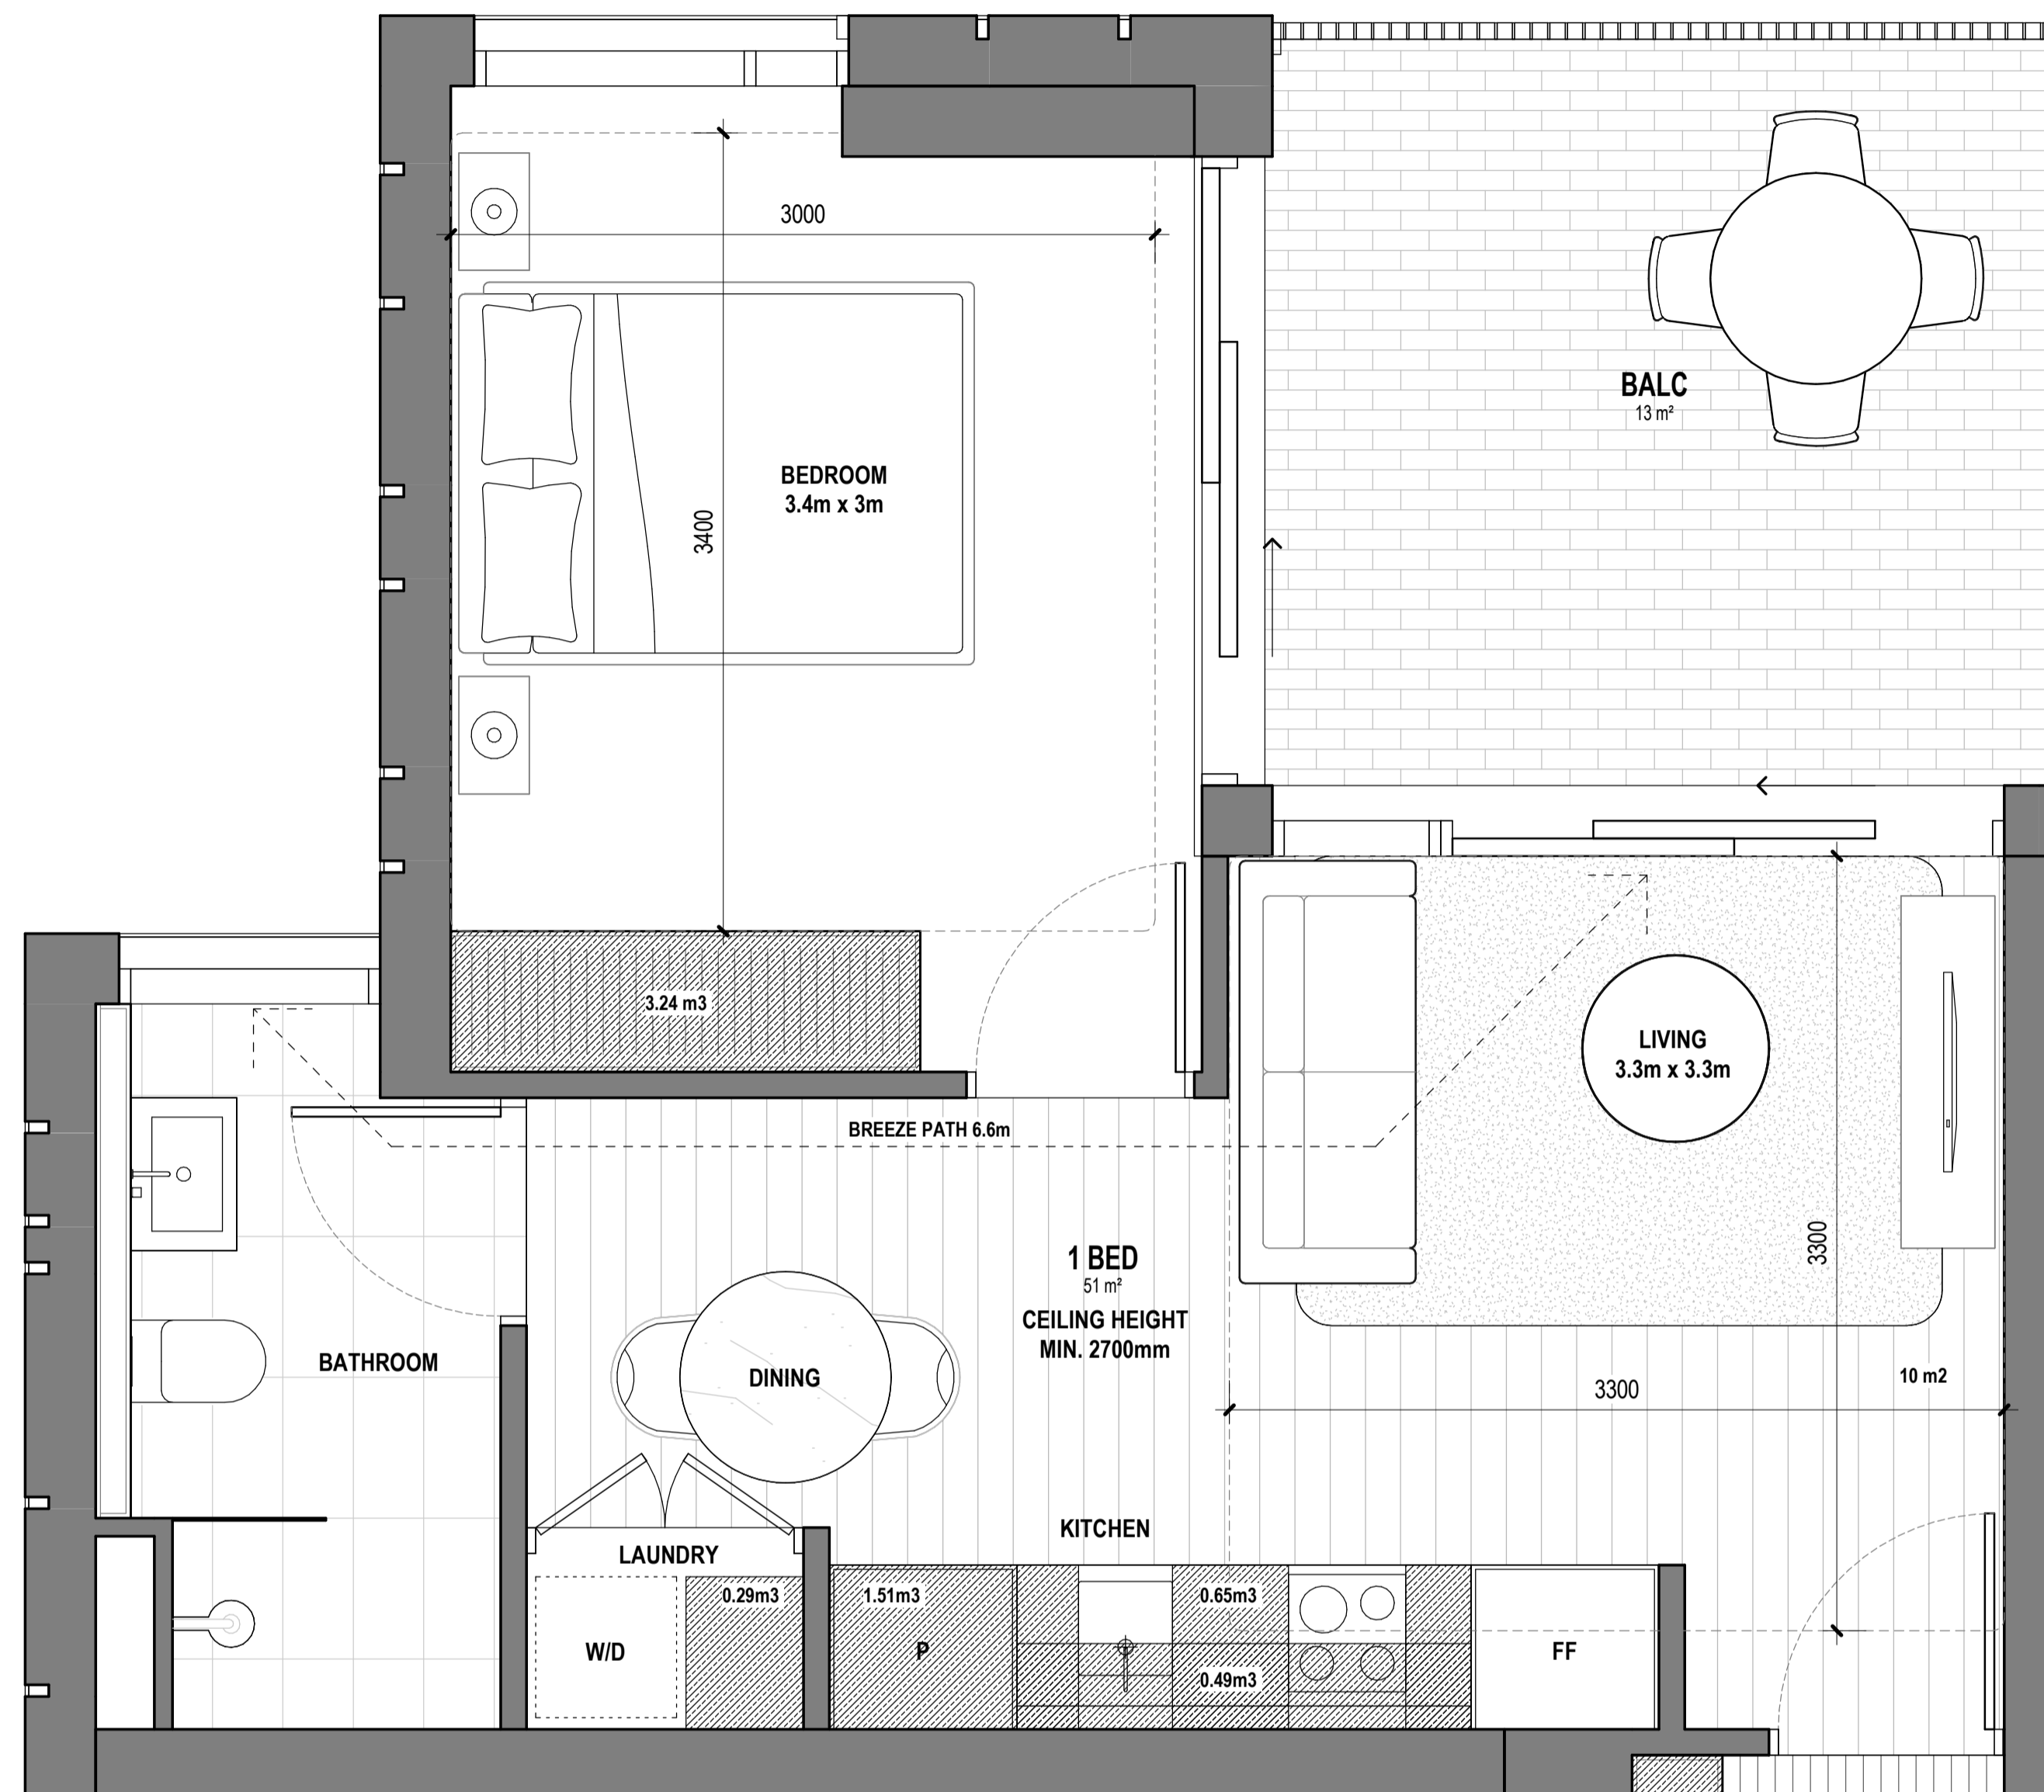 3000
BALC
13 m²
BEDROOM
3.4m x 3m
3400
3.24 m3
LIVING
3.3m x 3.3m
BREEZE PATH 6.6m
3300
1 BED
51 m²
CEILING HEIGHT
MIN. 2700mm
BATHROOM
DINING
10 m2
3300
KITCHEN
LAUNDRY
0.29m3
1.51m3
0.65m3
W/D
P
FF
0.49m3